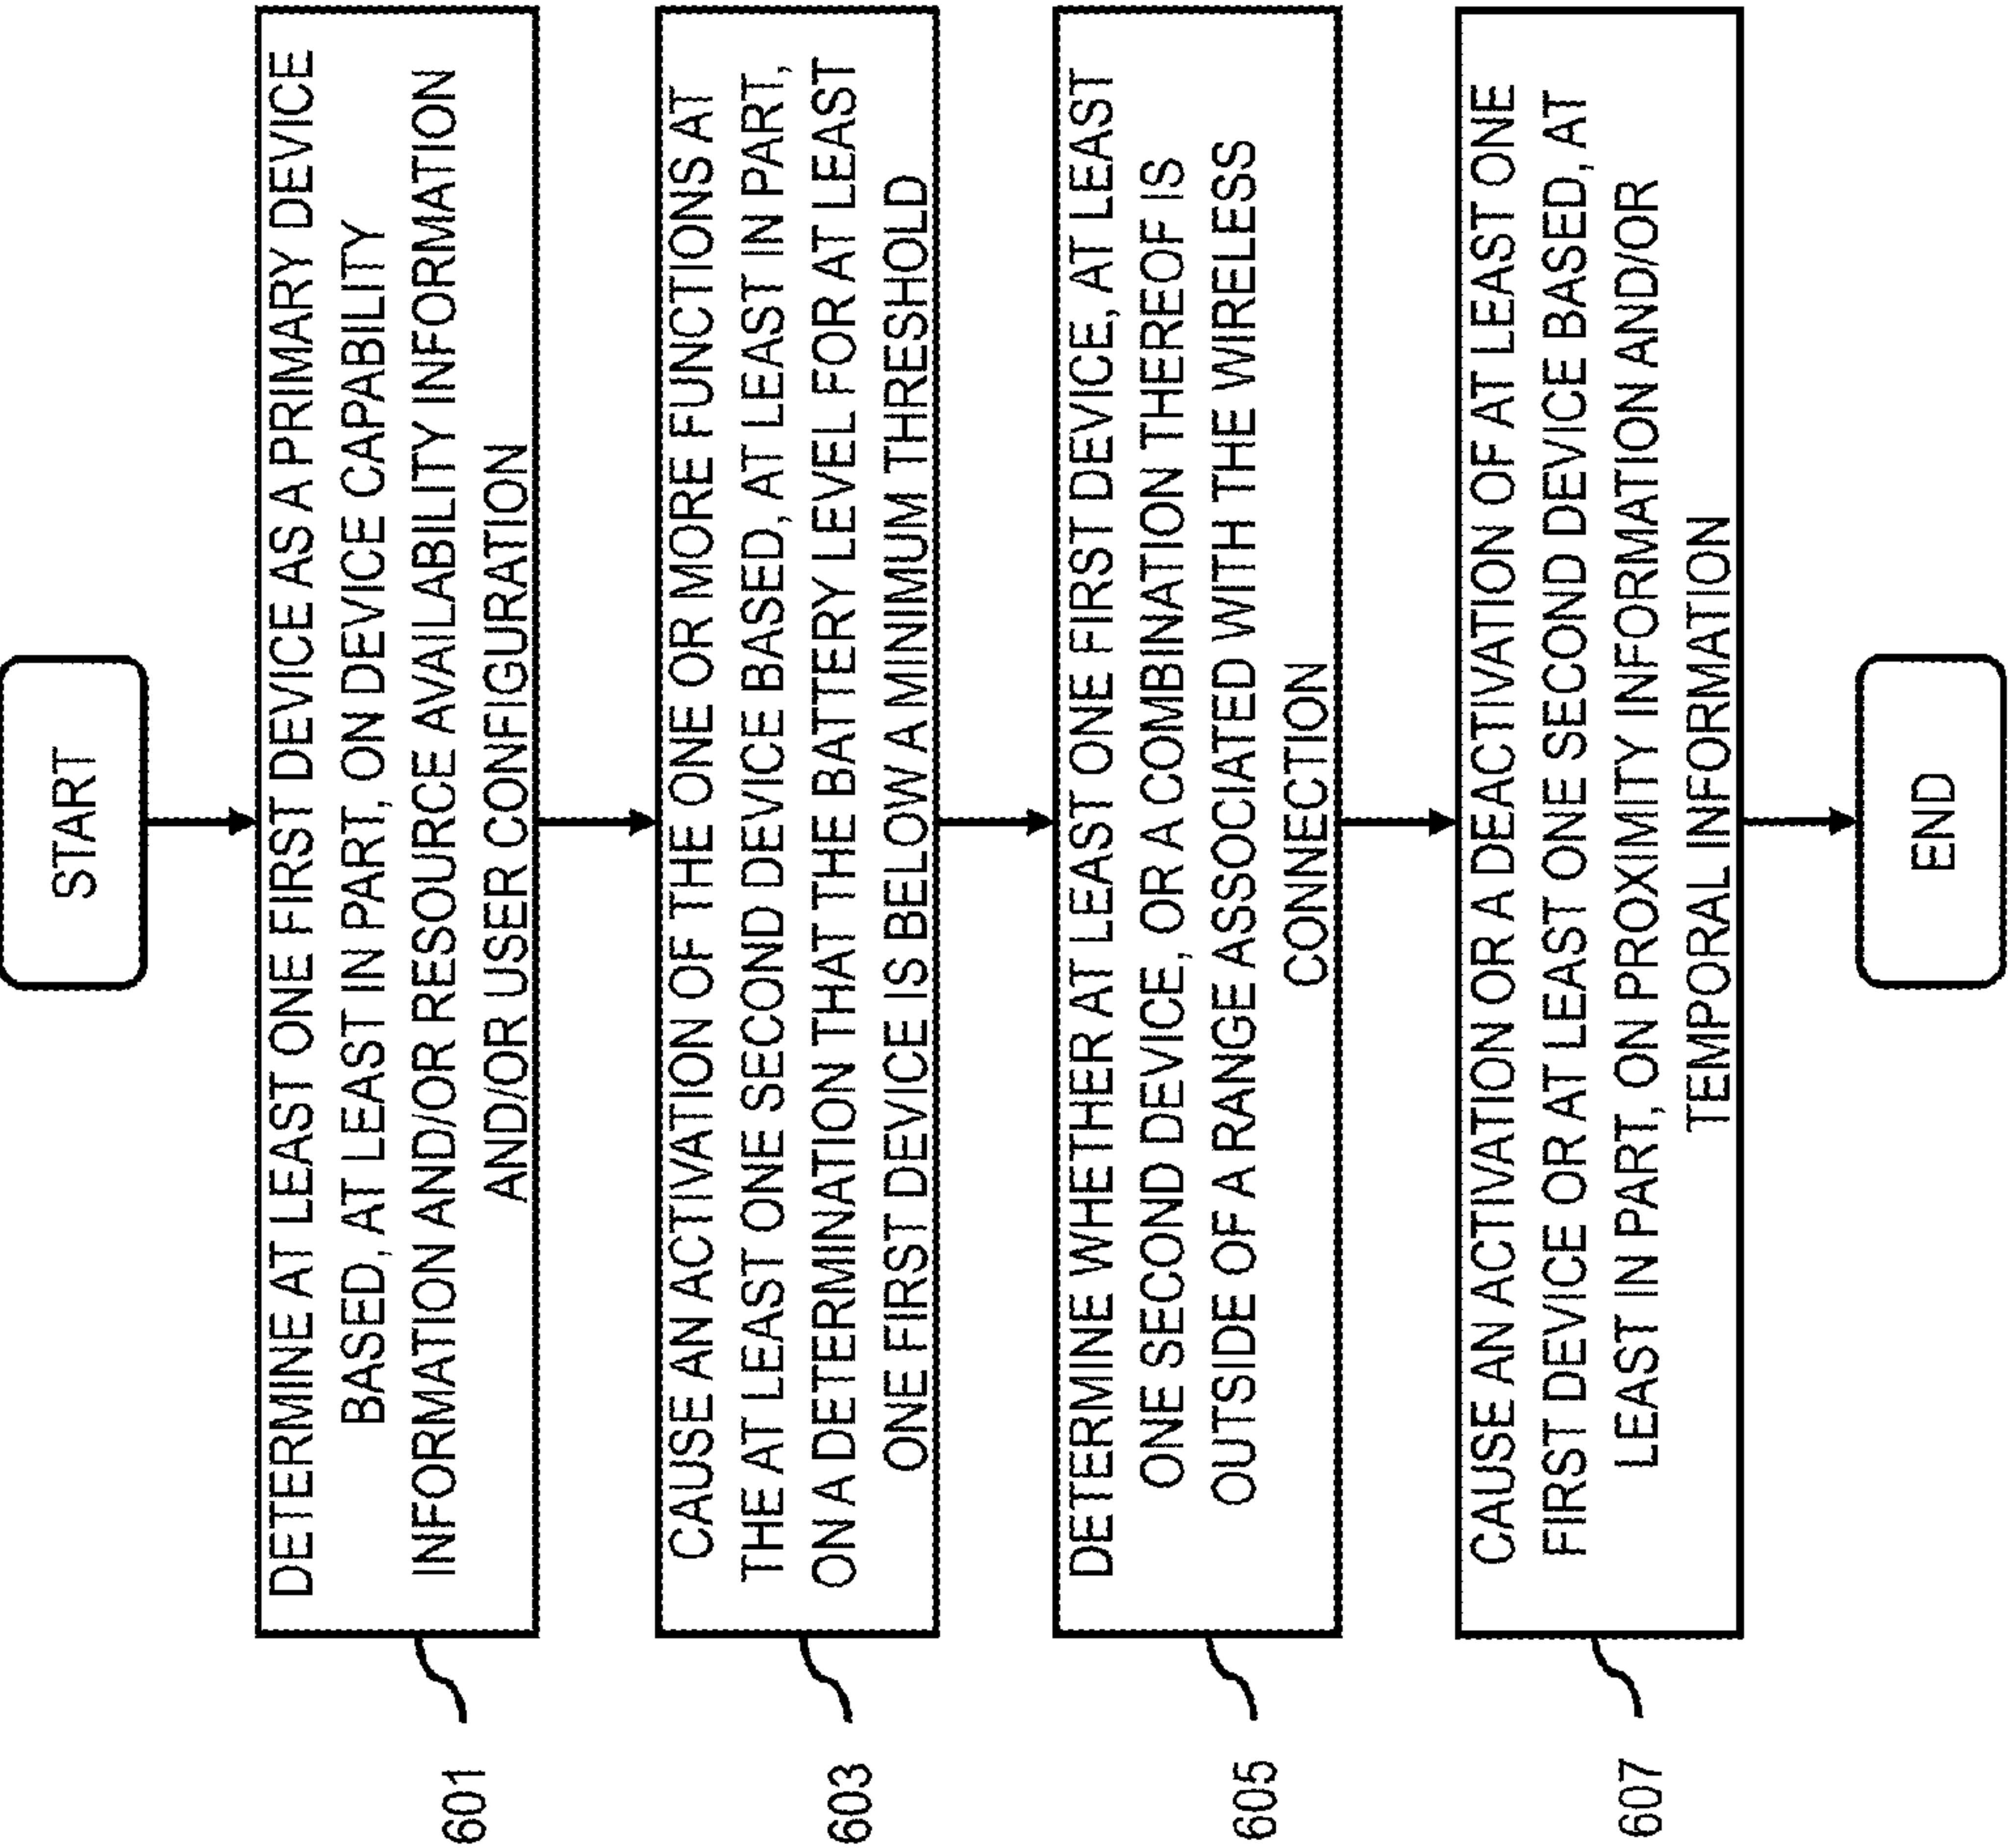 START
DETERMINE AT LEAST ONE FIRST DEVICE AS A PRIMARY DEVICE
BASED, AT LEAST IN PART, ON DEVICE CAPABILITY
INFORMATION AND/OR RESOURCE AVAILABILITY INFORMATION
AND/OR USER CONFIGURATION
601
CAUSE AN ACTIVATION OF THE ONE OR MORE FUNCTIONS AT
THE AT LEAST ONE SECOND DEVICE BASED, AT LEAST IN PART,
ON A DETERMINATION THAT THE BATTERY LEVEL FOR AT LEAST
ONE FIRST DEVICE IS BELOW A MINIMUM THRESHOLD
603
DETERMINE WHETHER AT LEAST ONE FIRST DEVICE, AT LEAST
ONE SECOND DEVICE, OR A COMBINATION THEREOF IS
OUTSIDE OF A RANGE ASSOCIATED WITH THE WIRELESS
CONNECTION
605
CAUSE AN ACTIVATION OR A DEACTIVATION OF AT LEAST ONE
FIRST DEVICE OR AT LEAST ONE SECOND DEVICE BASED, AT
LEAST IN PART, ON PROXIMITY INFORMATION AND/OR
TEMPORAL INFORMATION
607
END